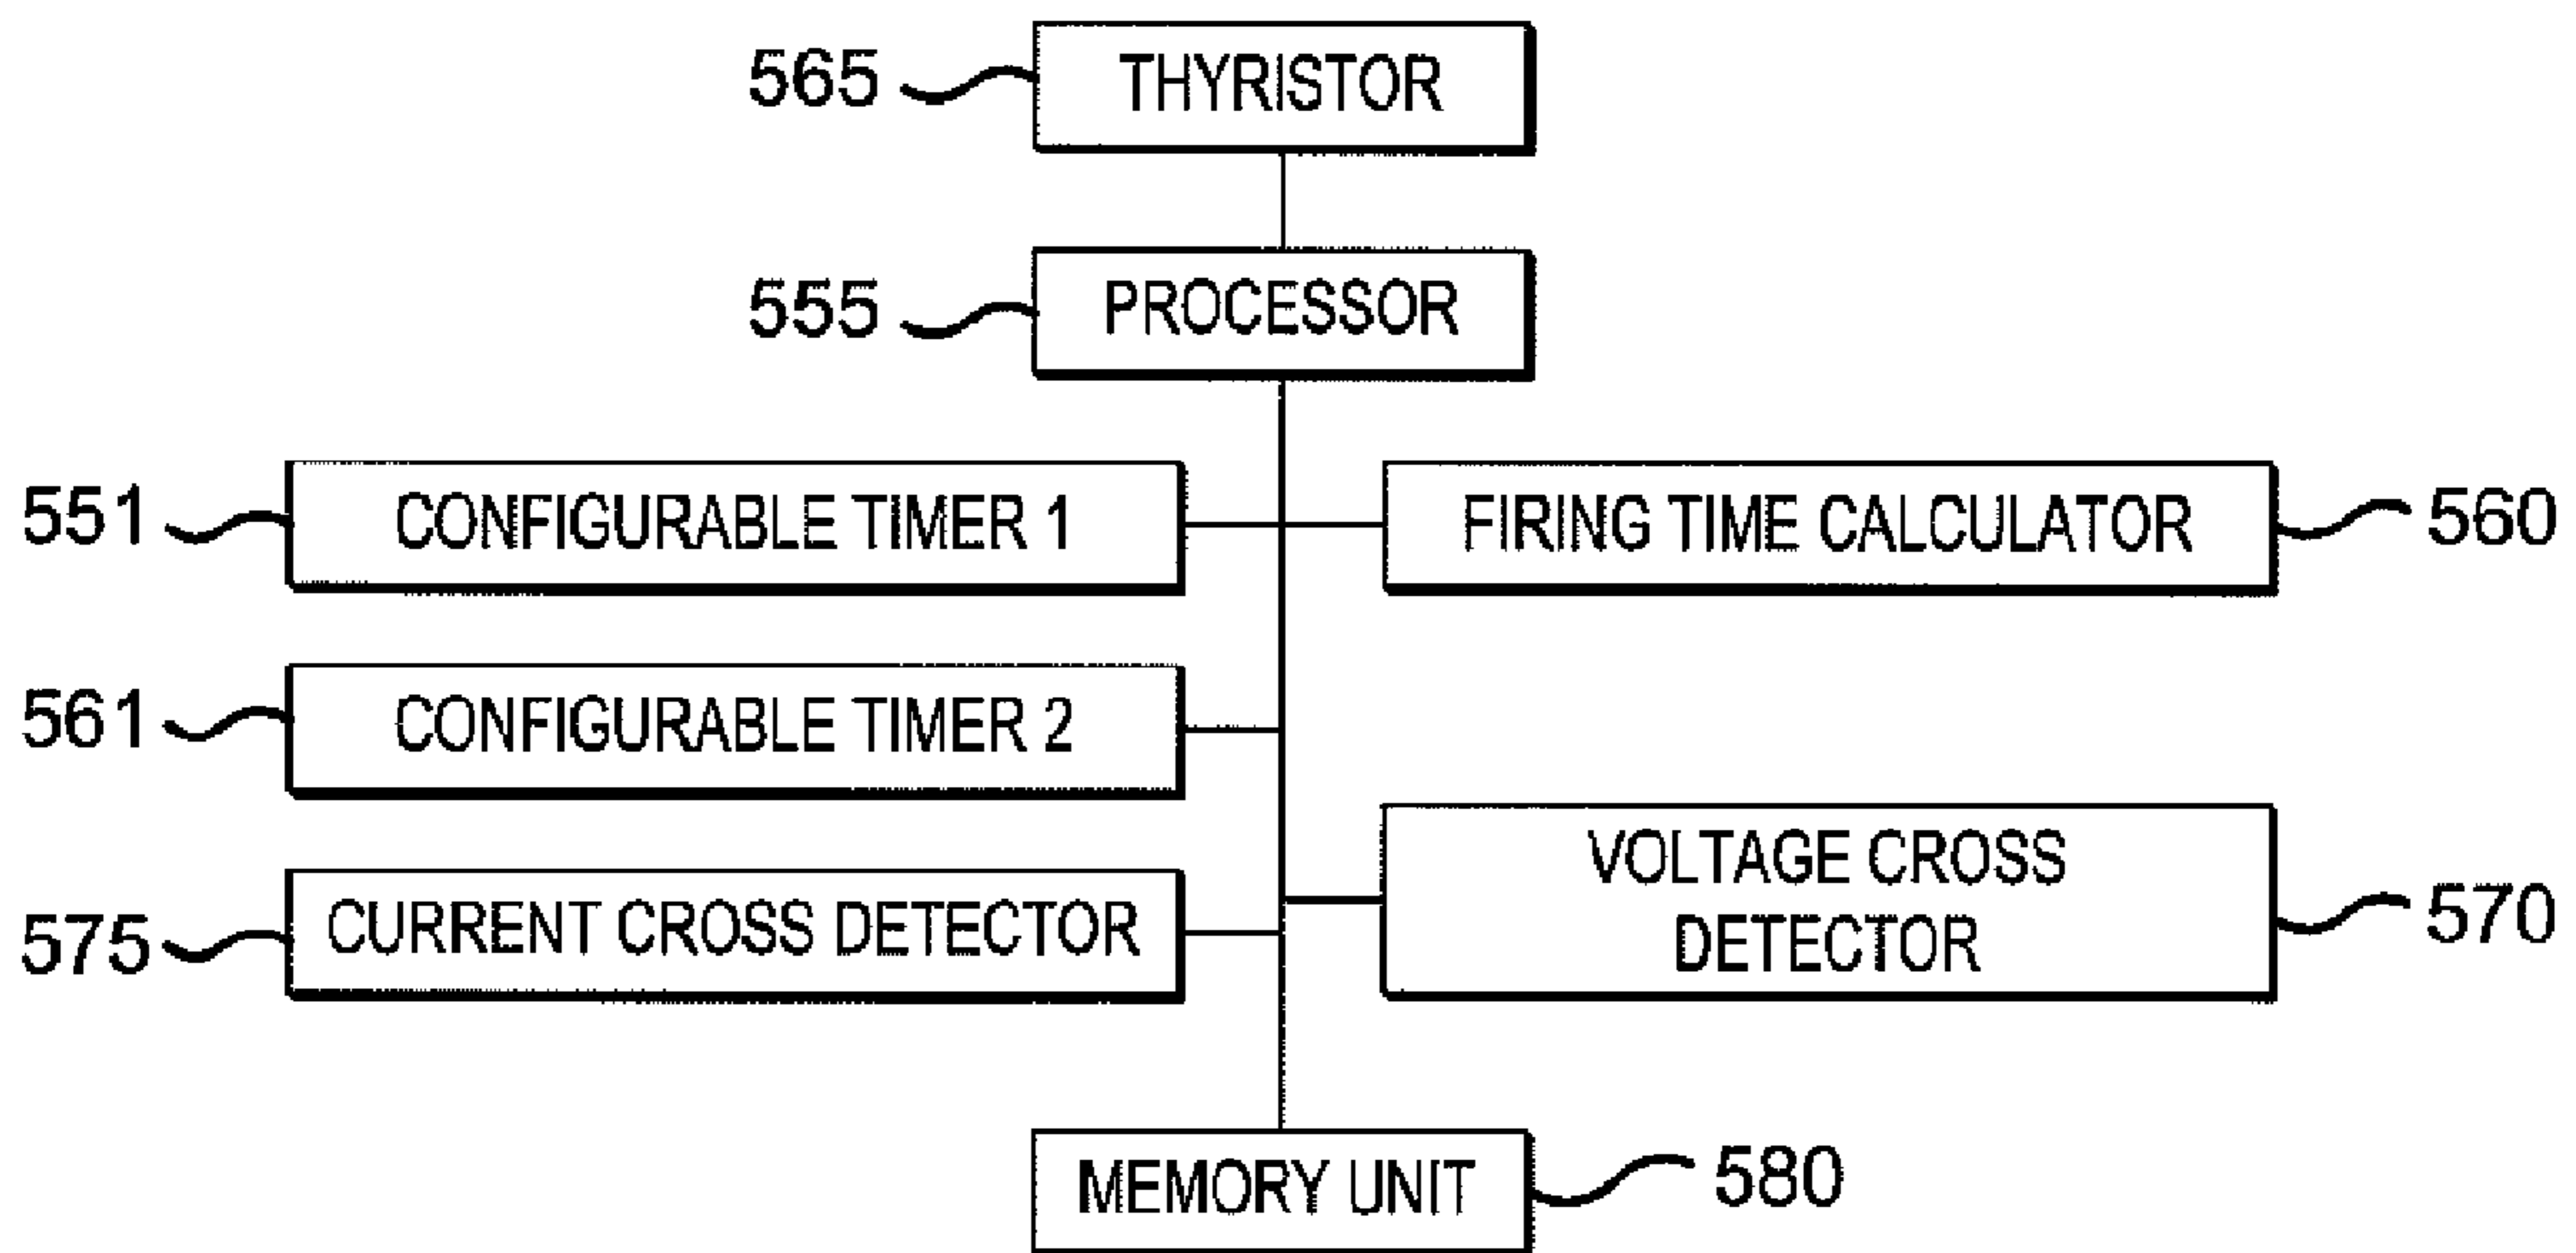 565 THYRISTOR
555 PROCESSOR
551 CONFIGURABLE TIMER 1
FIRING TIME CALCULATOR 560
561 CONFIGURABLE TIMER 2
575 CURRENT CROSS DETECTOR
VOLTAGE CROSS
DETECTOR
570
MEMORY UNIT 580